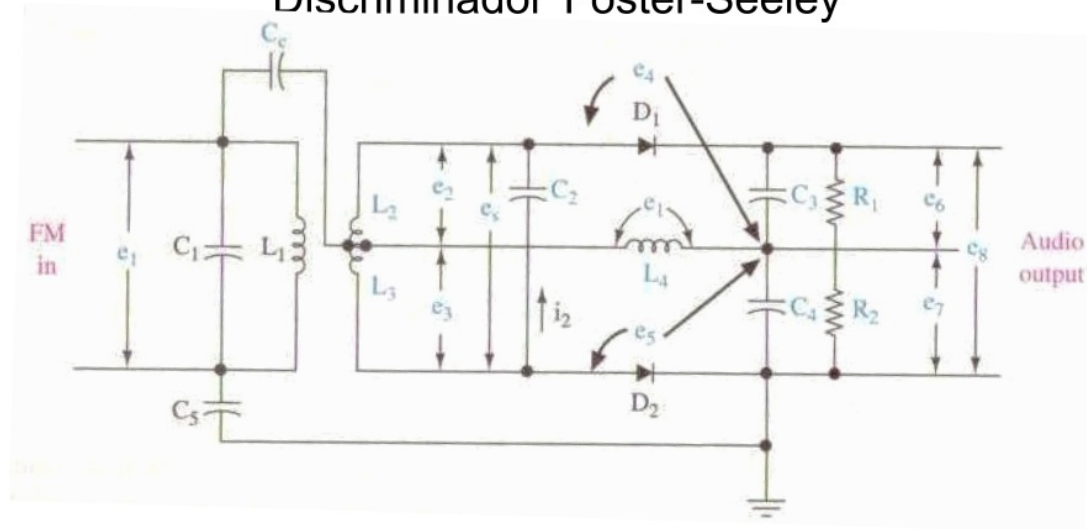 Discriminador Foster-Seeley
Cc
e4
D1
FM
in
e1
C1
L1
L2
L3
e2
e3
es
C2
i2
e1
L4
e5
D2
C3
R1
C4
R2
e6
e7
e8
Audio
output
C5